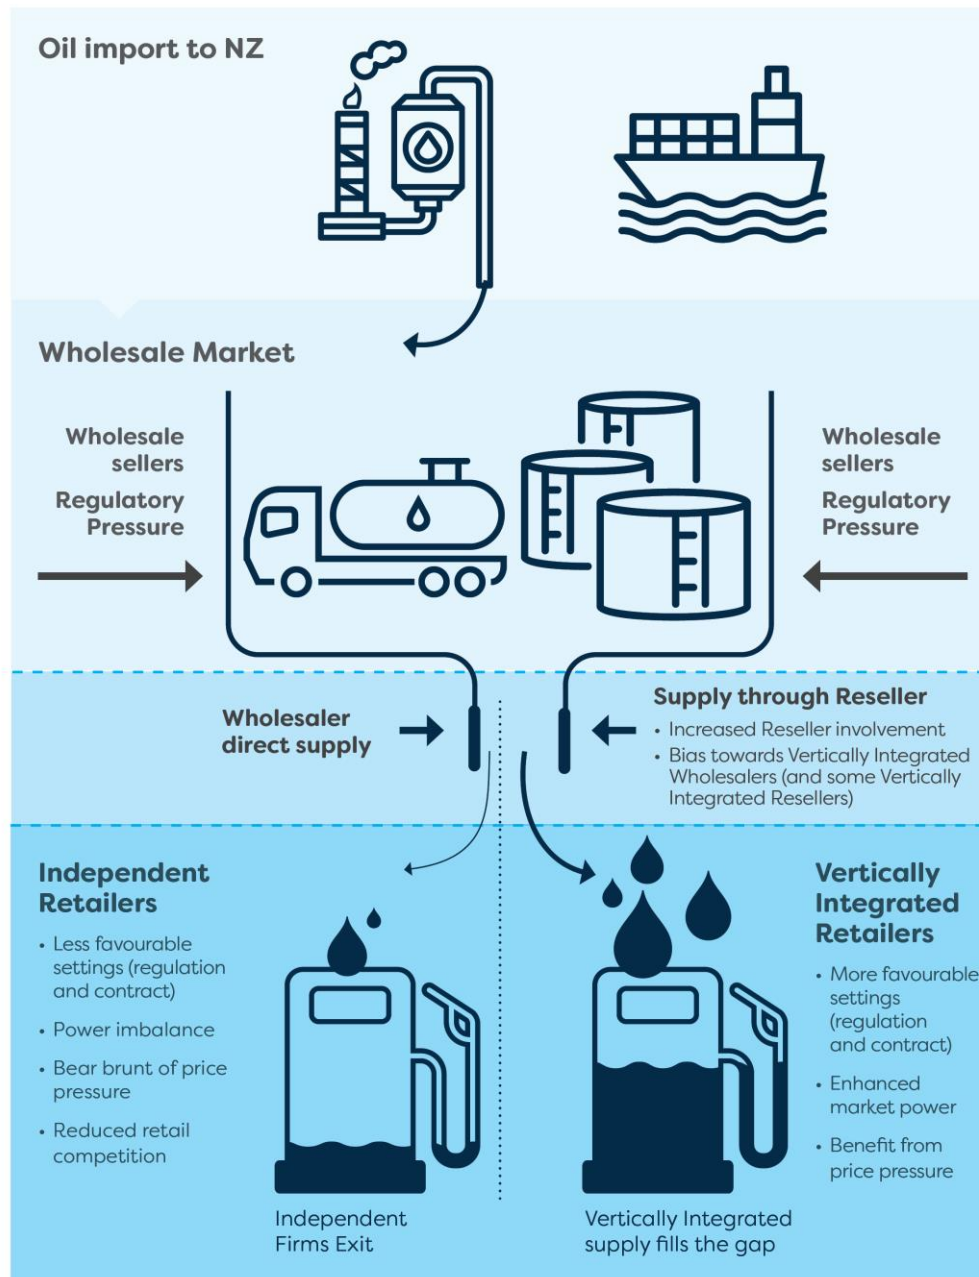 Oil import to NZ
Wholesale Market
Wholesale
sellers
Regulatory
Pressure
Wholesale
sellers
Regulatory
Pressure
Wholesaler
direct supply
Supply through Reseller
• Increased Reseller involvement
• Bias towards Vertically Integrated
Wholesalers (and some Vertically
Integrated Resellers)
Independent
Retailers
• Less favourable
settings (regulation
and contract)
• Power imbalance
• Bear brunt of price
pressure
• Reduced retail
competition
Independent
Firms Exit
Vertically
Integrated
Retailers
• More favourable
settings
(regulation
and contract)
• Enhanced
market power
• Benefit from
price pressure
Vertically Integrated
supply fills the gap